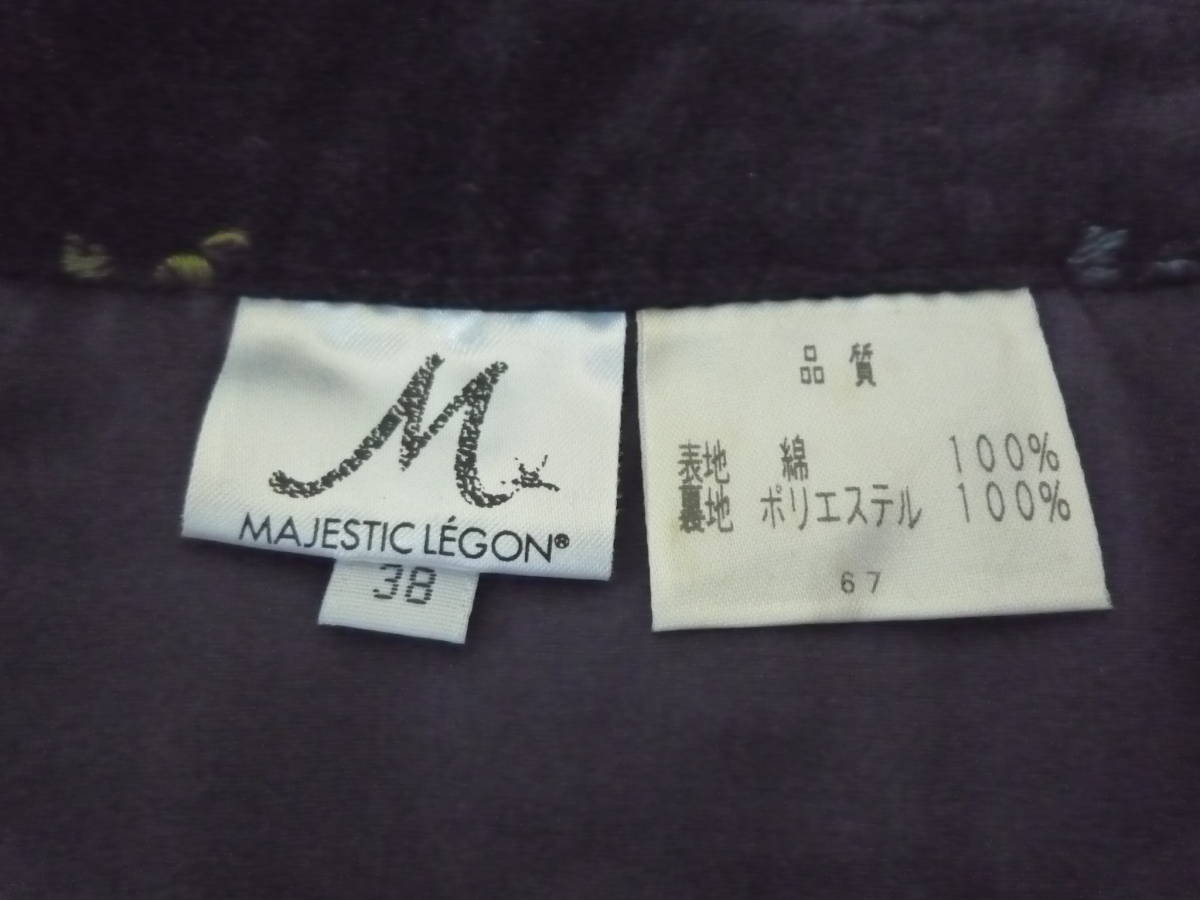 M
MAJESTIC LÉGON®
38
品質
表地 綿 100%
裏地 ポリエステル 100%
67